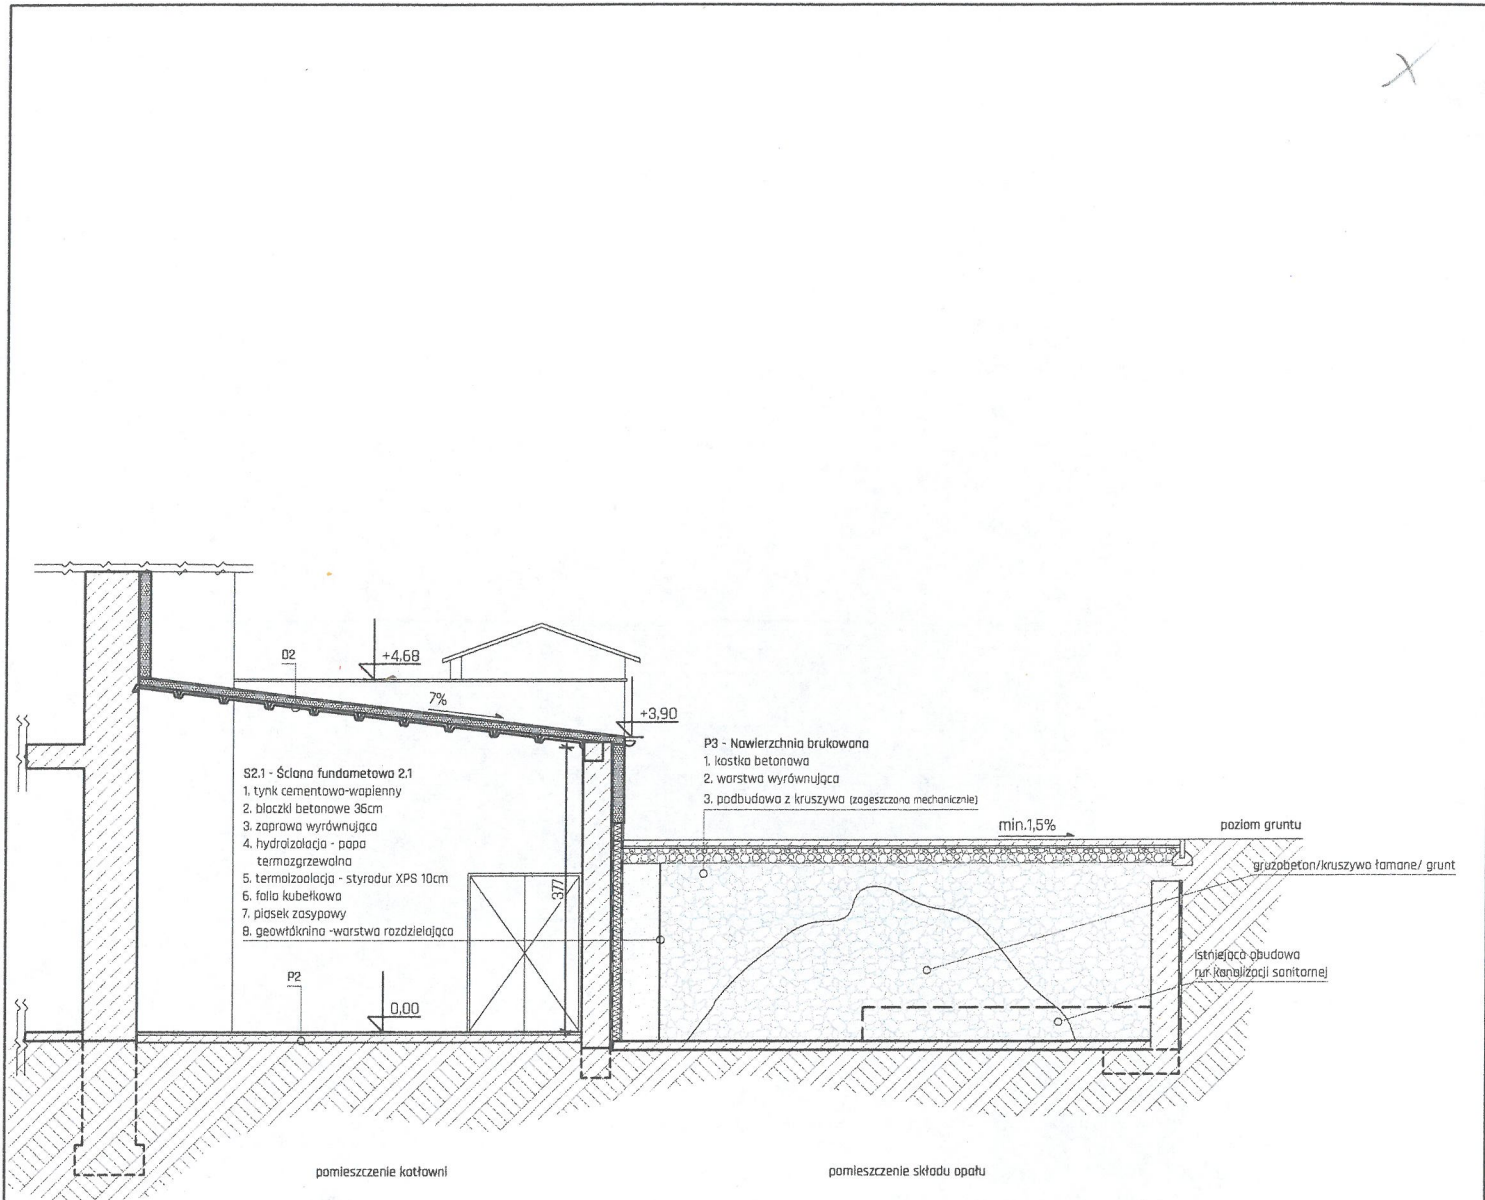 D2
+4,68
7%
+3,90
S2.1 - Ściana fundametowa 2.1
1. tynk cementowo-wapienny
2. bloczki betonowe 36cm
3. zaprawa wyrównująca
4. hydroizolacja - papa
termozgrzewalna
5. termoizoalacja - styrodur XPS 10cm
6. folia kubełkowa
7. piasek zasypowy
8. geowłóknina -warstwa rozdzielająca
377
P2
0,00
P3 - Nawierzchnia brukowana
1. kostka betonowa
2. warstwa wyrównująca
3. podbudowa z kruszywa (zagęszczona mechanicznie)
min.1,5%
poziom gruntu
gruzobeton/kruszywo łamane/ grunt
istniejąca obudowa
rur kanalizacji sanitarnej
pomieszczenie kotłowni
pomieszczenie składu opału